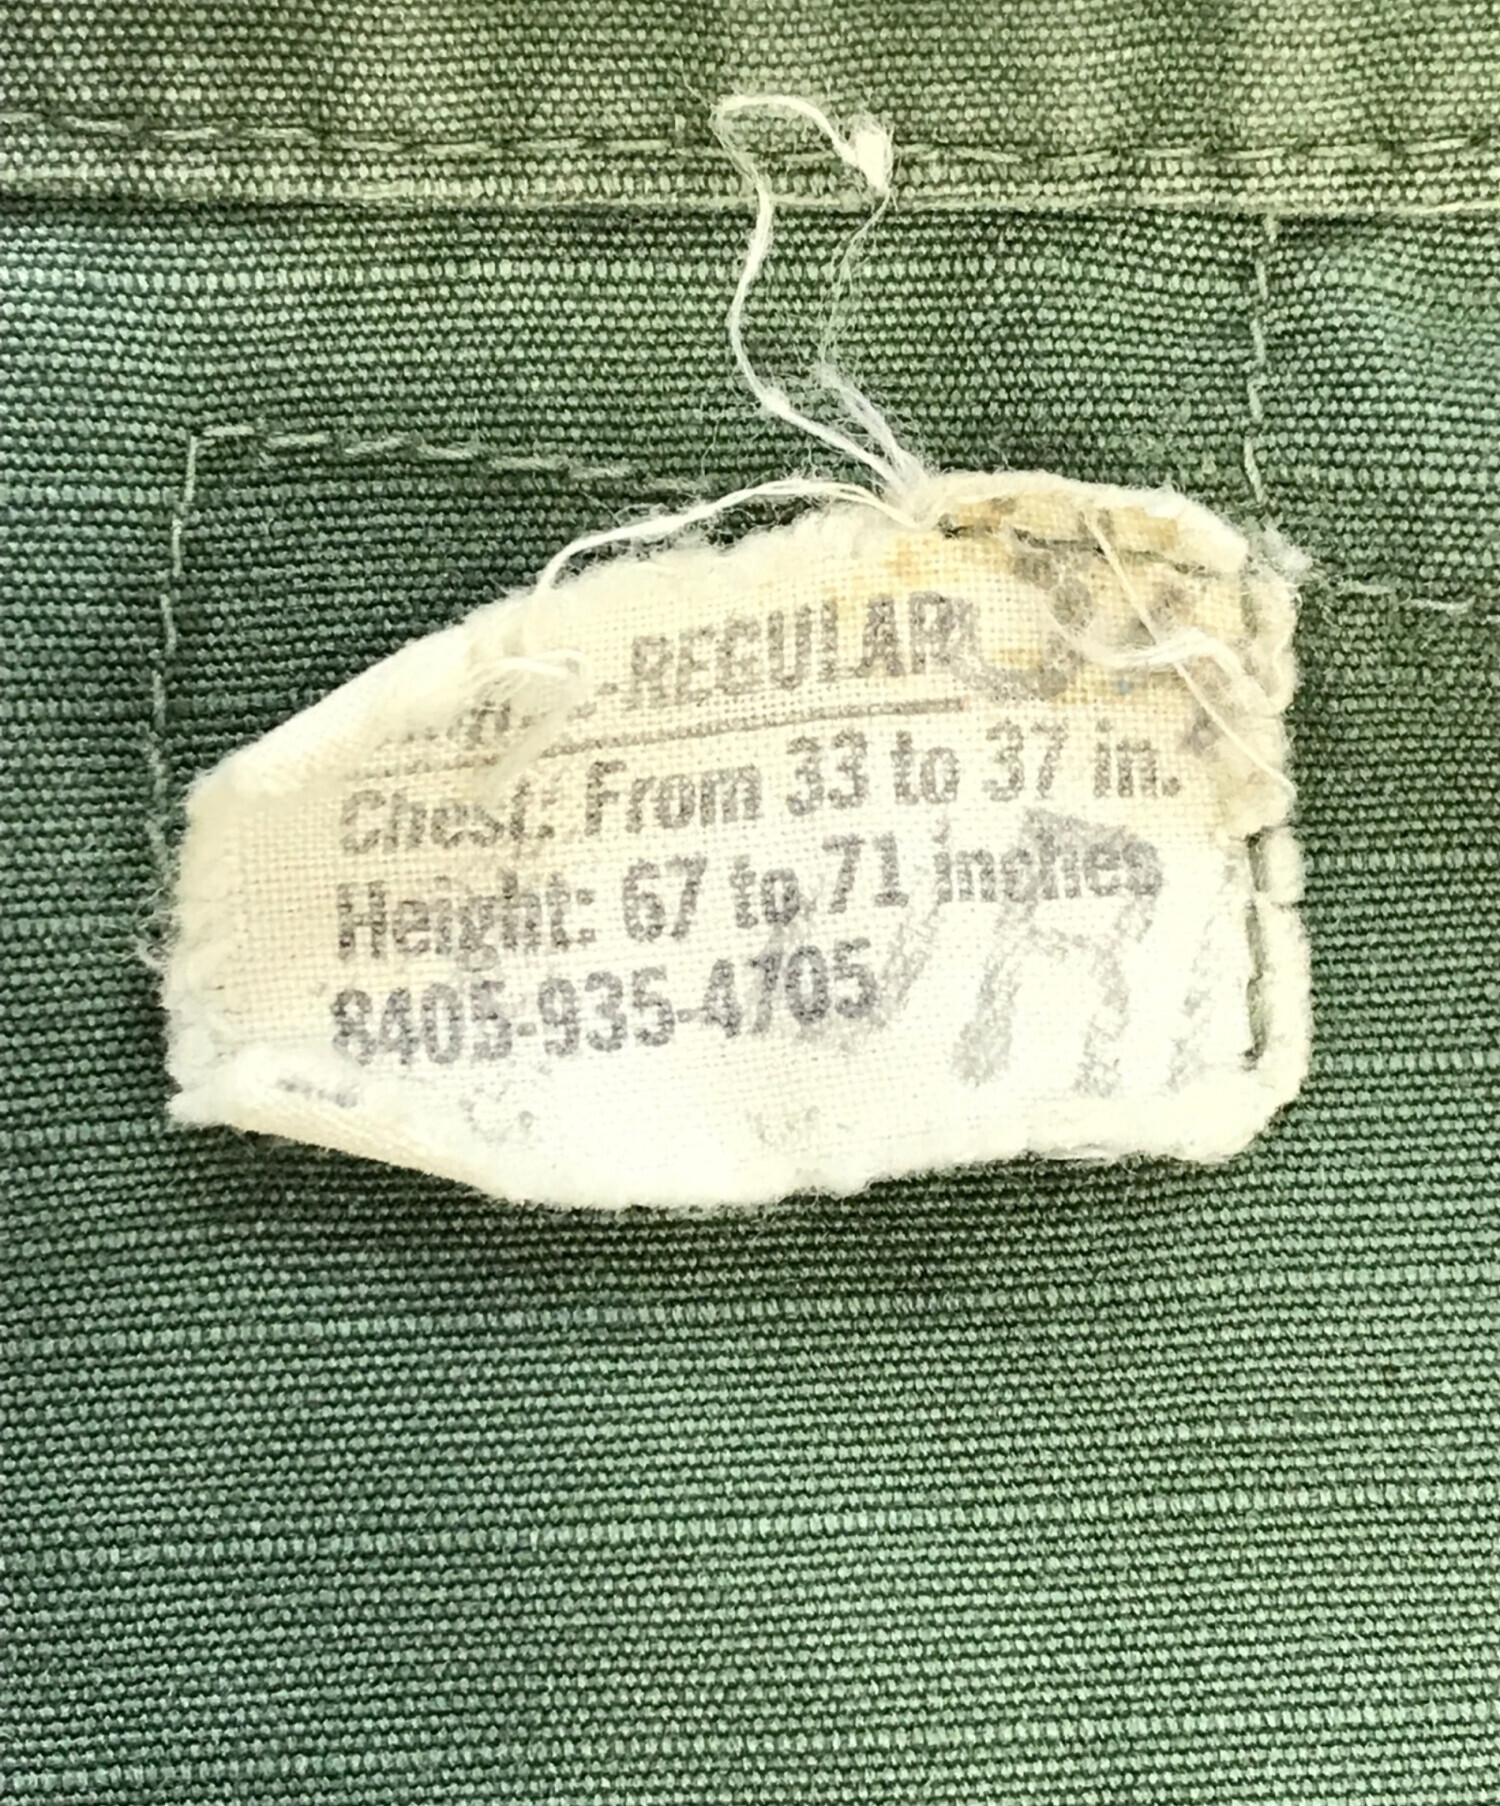 -REGULAR
Chest: From 33 to 37 in.
Height: 67 to 71 inches
8405-935-4705